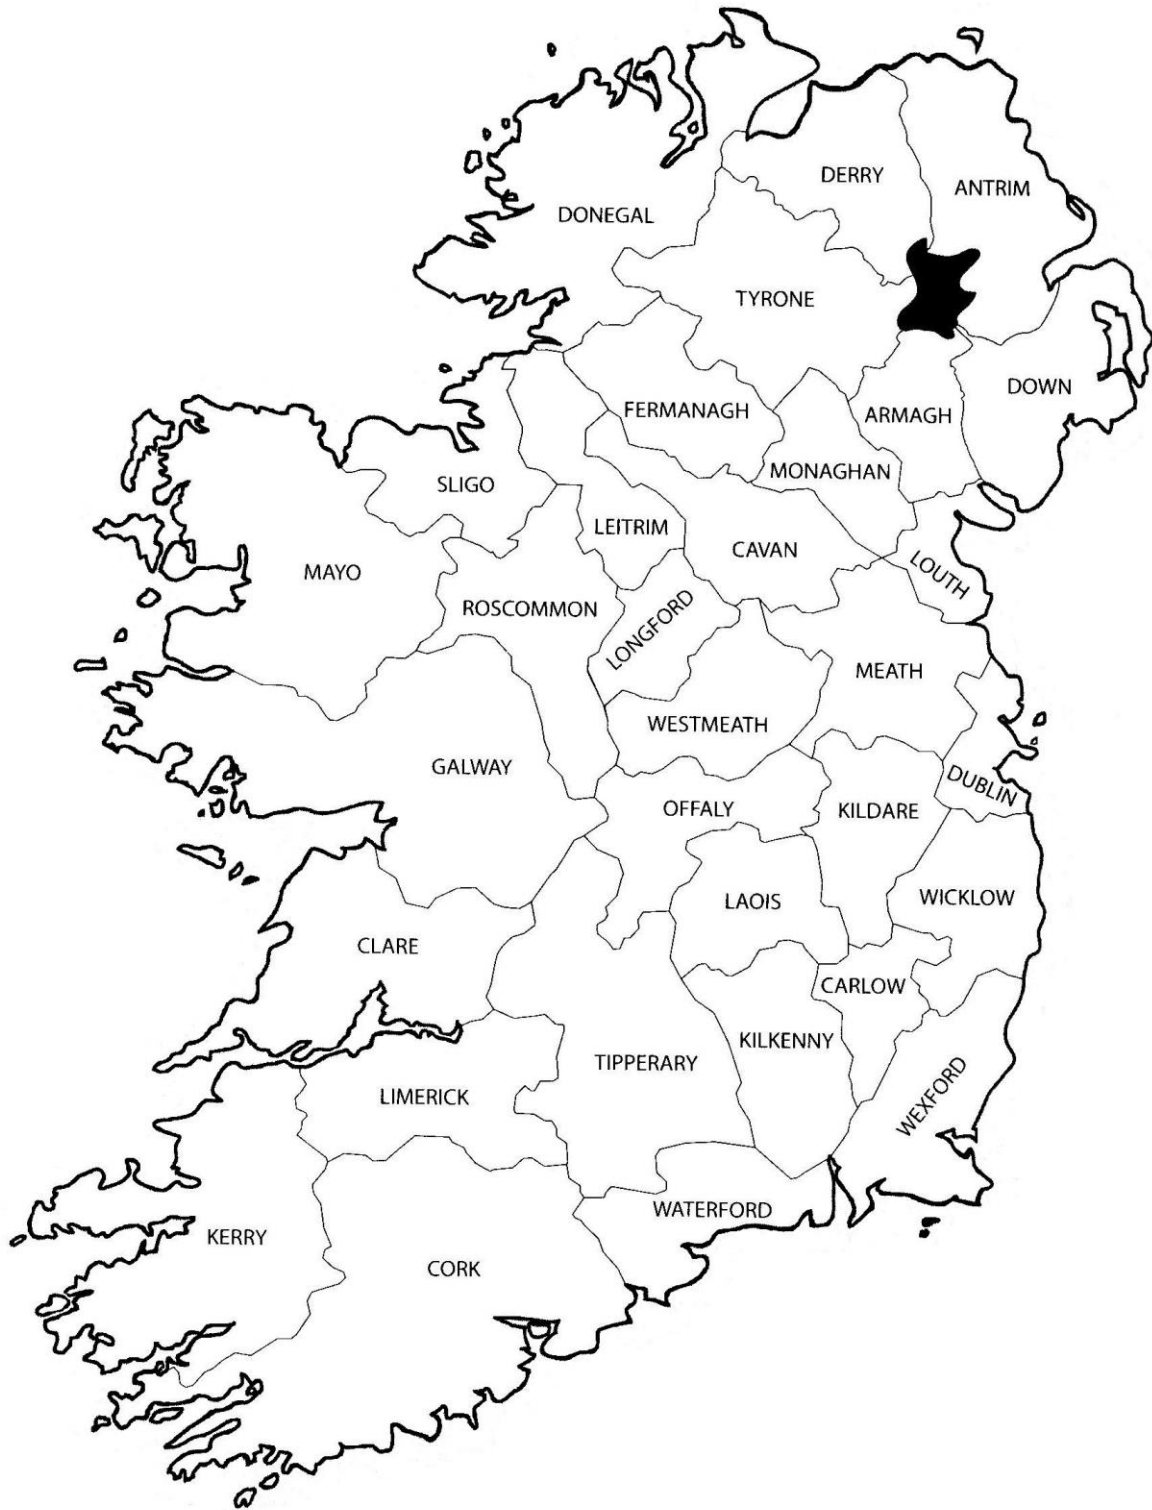 DERRY
ANTRIM
DONEGAL
TYRONE
DOWN
FERMANAGH
ARMAGH
MONAGHAN
SLIGO
LEITRIM
CAVAN
MAYO
LOUTH
ROSCOMMON
LONGFORD
MEATH
WESTMEATH
GALWAY
DUBLIN
OFFALY
KILDARE
LAOIS
WICKLOW
CLARE
CARLOW
KILKENNY
TIPPERARY
LIMERICK
WEXFORD
WATERFORD
KERRY
CORK